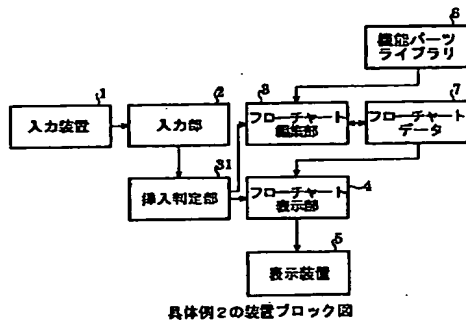 6
機能パーツ
ライブラリ
1
入力装置
2
入力部
3
フローチャート
編集部
7
フローチャート
データ
31
挿入判定部
4
フローチャート
表示部
5
表示装置
具体例2の装置ブロック図